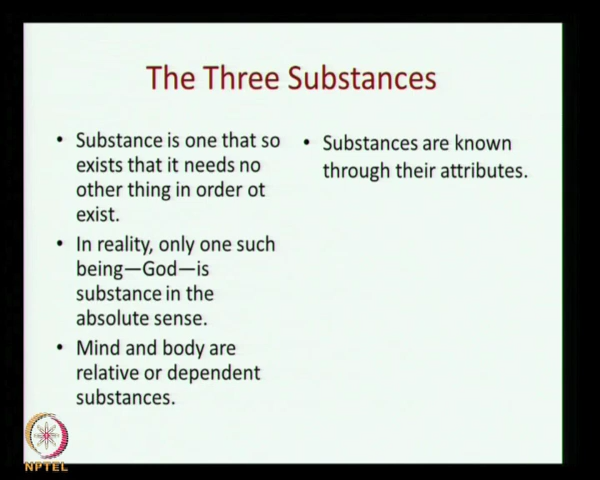 The Three Substances
• Substance is one that so
exists that it needs no
other thing in order ot
exist.
• In reality, only one such
being—God—is
substance in the
absolute sense.
• Mind and body are
relative or dependent
substances.
• Substances are known
through their attributes.
NPTEL